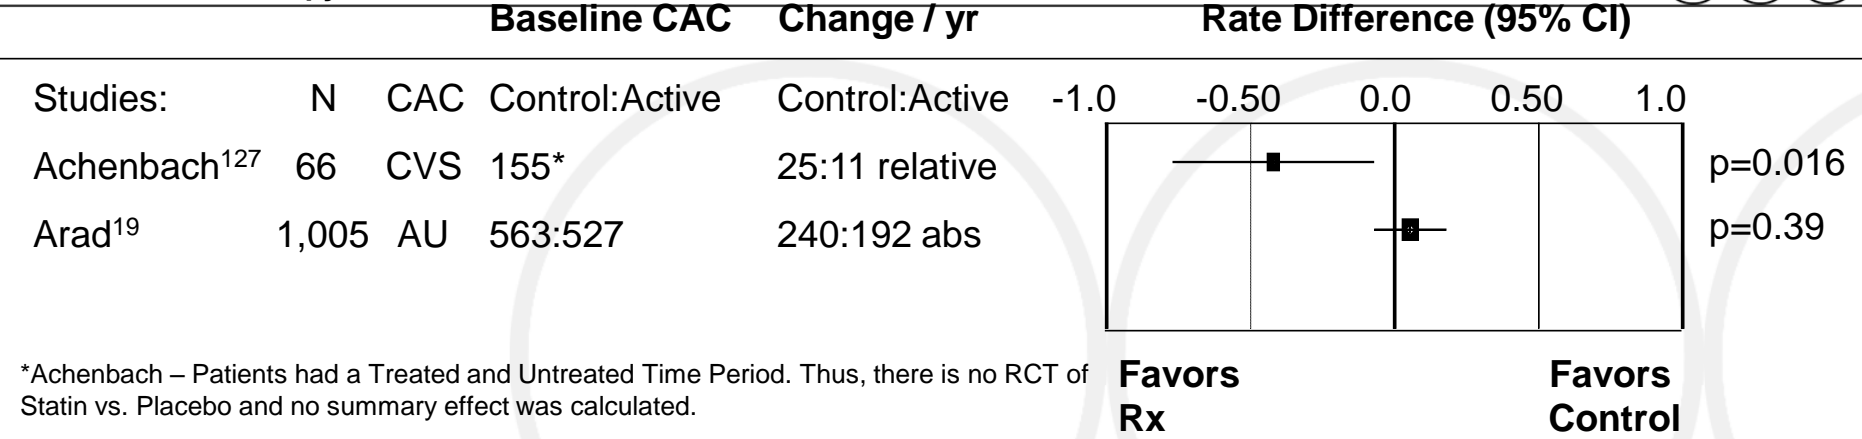 Baseline CAC Change / yr Rate Difference (95% CI)
Studies: N CAC Control:Active Control:Active -1.0 -0.50 0.0 0.50 1.0
Achenbach127 66 CVS 155* 25:11 relative p=0.016
Arad19 1,005 AU 563:527 240:192 abs p=0.39
*Achenbach – Patients had a Treated and Untreated Time Period. Thus, there is no RCT of
Statin vs. Placebo and no summary effect was calculated.
Favors Favors
Rx Control